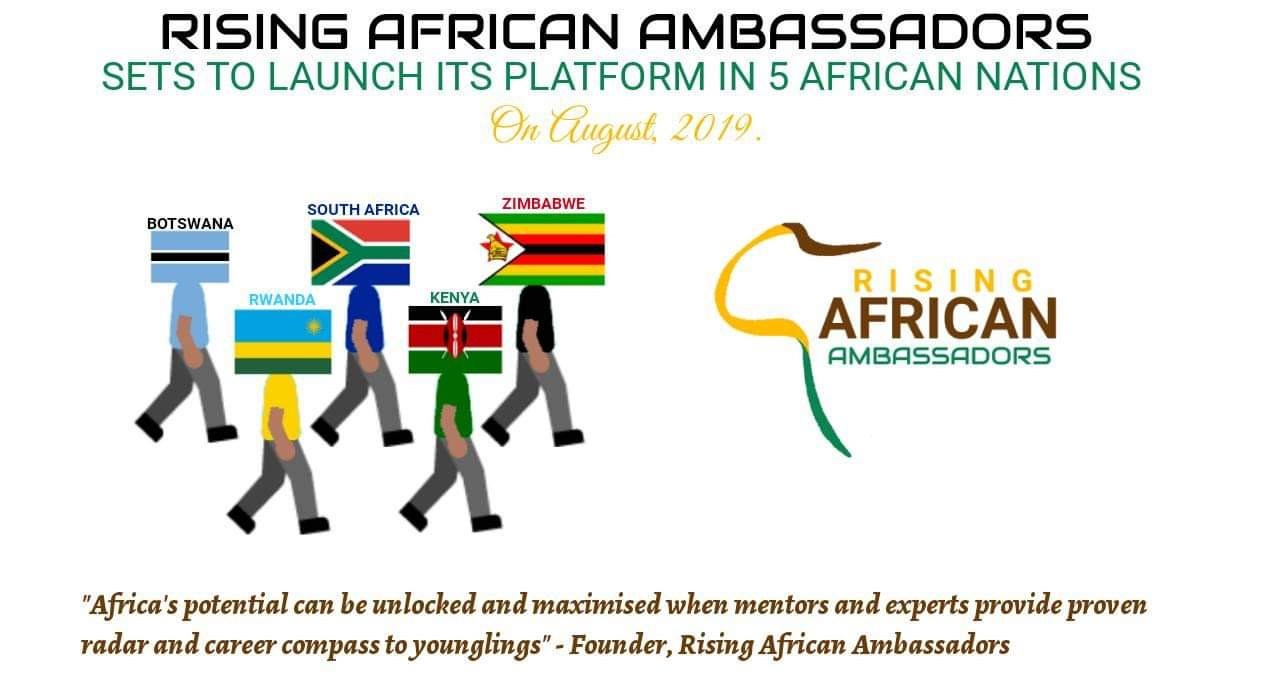 RISING AFRICAN AMBASSADORS
SETS TO LAUNCH ITS PLATFORM IN 5 AFRICAN NATIONS
On August, 2019.
BOTSWANA
SOUTH AFRICA
ZIMBABWE
RWANDA
KENYA
RISING
AFRICAN
AMBASSADORS
"Africa's potential can be unlocked and maximised when mentors and experts provide proven
radar and career compass to younglings" - Founder, Rising African Ambassadors